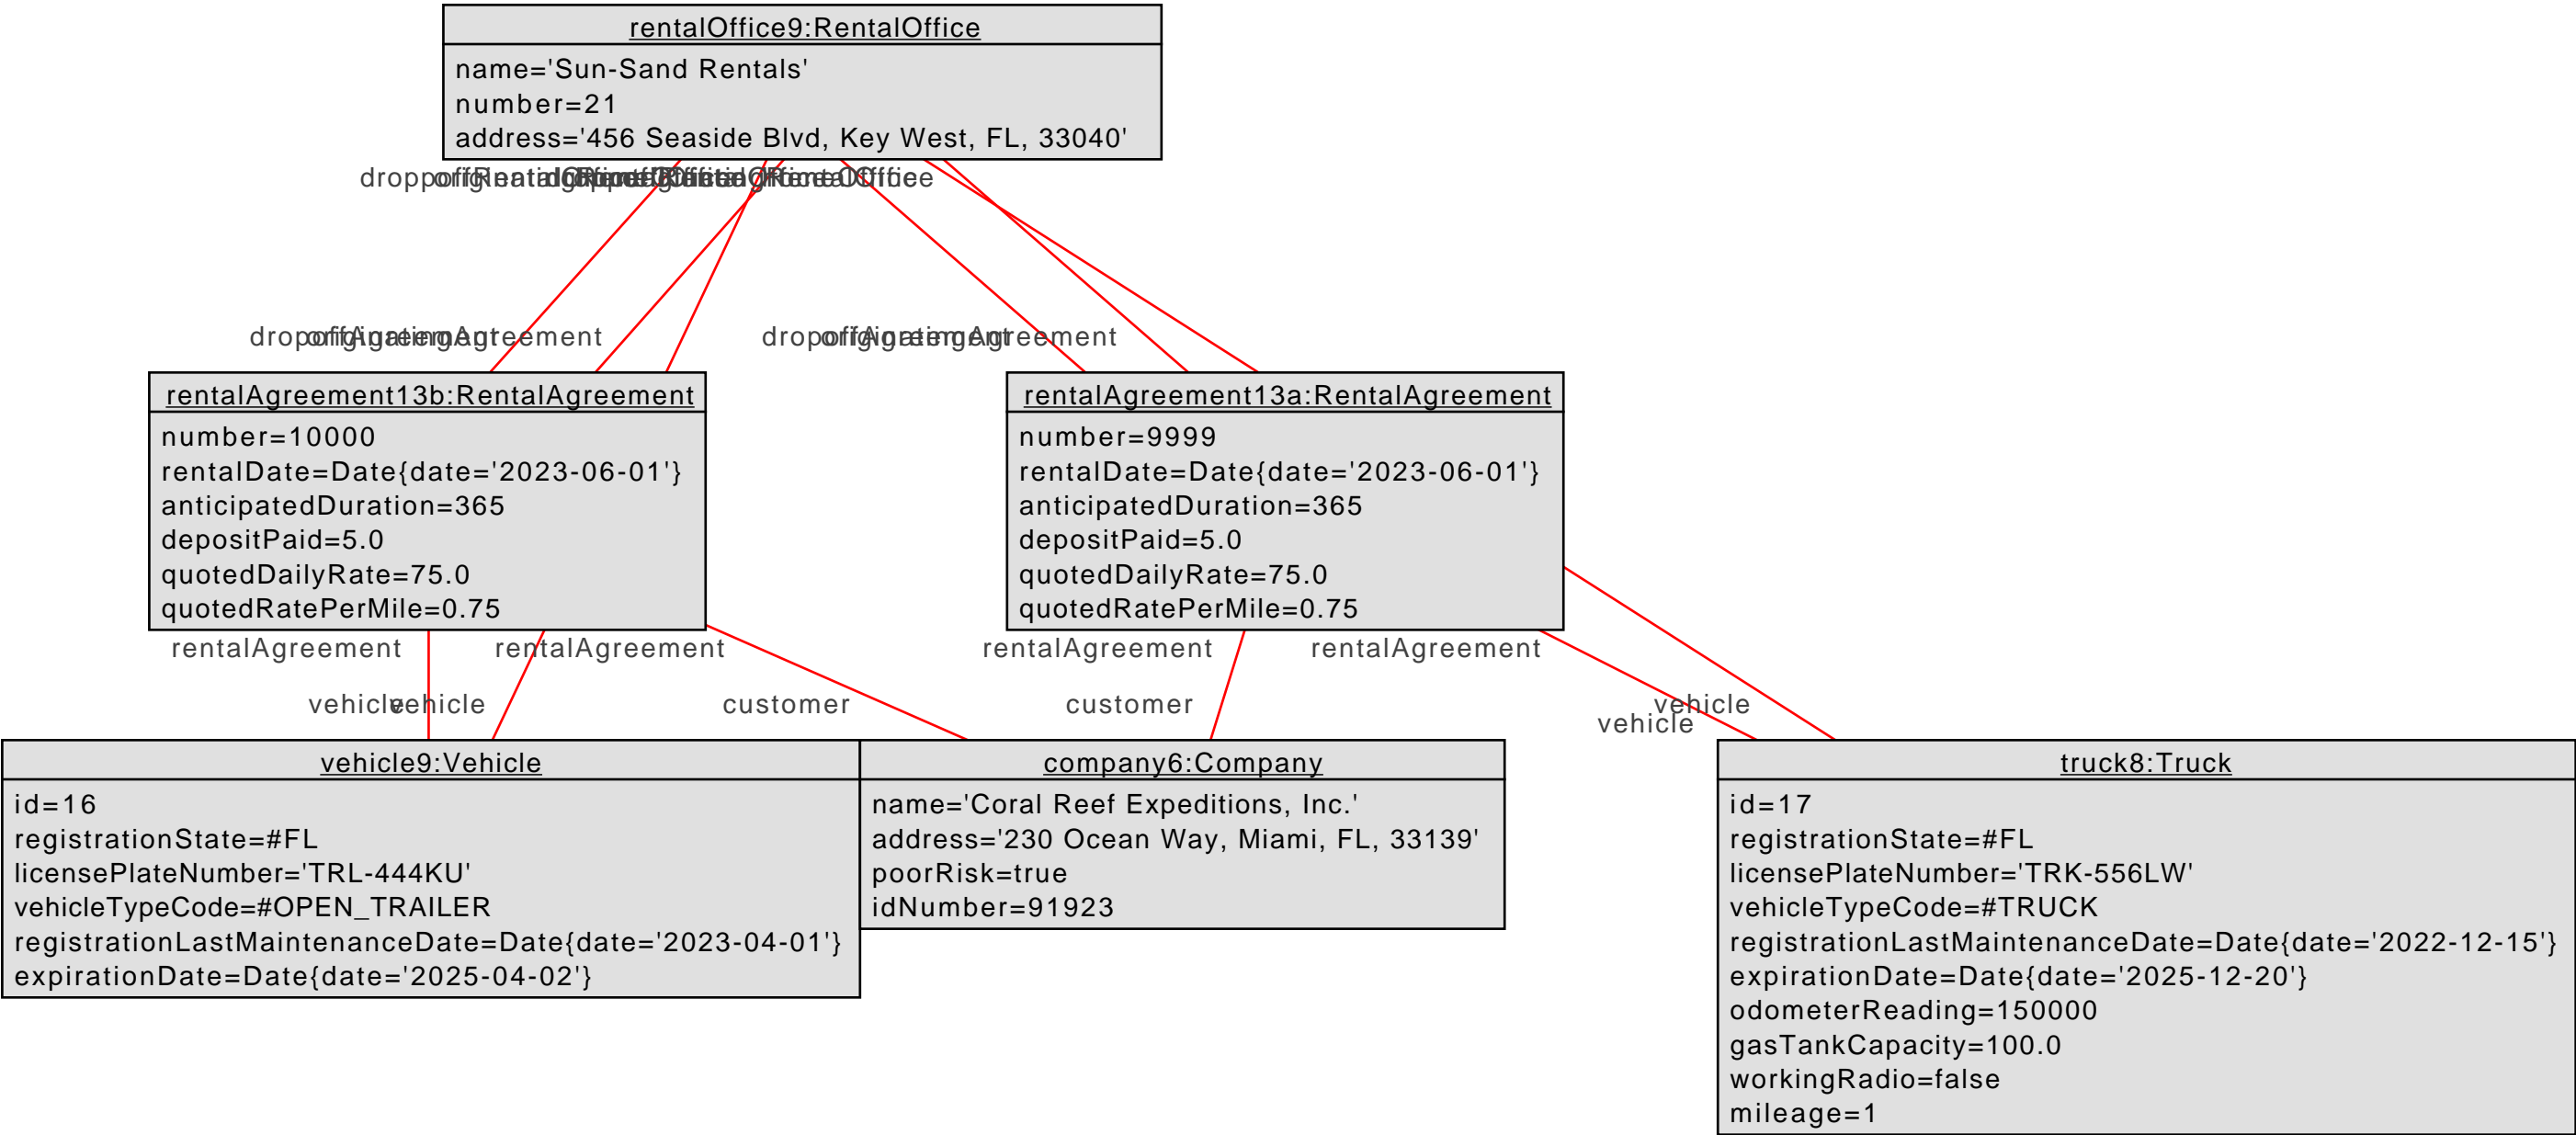 rentalOffice9:RentalOffice
name='Sun-Sand Rentals'
number=21
address='456 Seaside Blvd, Key West, FL, 33040'
rentalAgreement13b:RentalAgreement
number=10000
rentalDate=Date{date='2023-06-01'}
anticipatedDuration=365
depositPaid=5.0
quotedDailyRate=75.0
quotedRatePerMile=0.75
rentalAgreement13a:RentalAgreement
number=9999
rentalDate=Date{date='2023-06-01'}
anticipatedDuration=365
depositPaid=5.0
quotedDailyRate=75.0
quotedRatePerMile=0.75
rentalAgreement
rentalAgreement
rentalAgreement
rentalAgreement
vehicle
vehicle
customer
customer
vehicle
vehicle
vehicle9:Vehicle
id=16
registrationState=#FL
licensePlateNumber='TRL-444KU'
vehicleTypeCode=#OPEN_TRAILER
registrationLastMaintenanceDate=Date{date='2023-04-01'}
expirationDate=Date{date='2025-04-02'}
company6:Company
name='Coral Reef Expeditions, Inc.'
address='230 Ocean Way, Miami, FL, 33139'
poorRisk=true
idNumber=91923
truck8:Truck
id=17
registrationState=#FL
licensePlateNumber='TRK-556LW'
vehicleTypeCode=#TRUCK
registrationLastMaintenanceDate=Date{date='2022-12-15'}
expirationDate=Date{date='2025-12-20'}
odometerReading=150000
gasTankCapacity=100.0
workingRadio=false
mileage=1